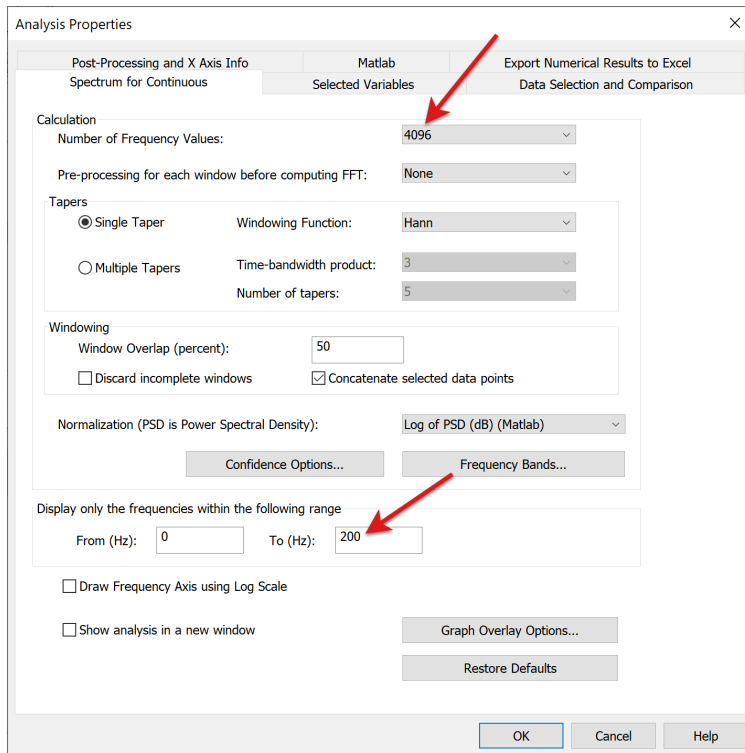 Analysis Properties
Post-Processing and X Axis Info Matlab Export Numerical Results to Excel
Spectrum for Continuous Selected Variables Data Selection and Comparison
Calculation
Number of Frequency Values: 4096
Pre-processing for each window before computing FFT: None
Tapers
Single Taper Windowing Function: Hann
Multiple Tapers Time-bandwidth product: 3
Number of tapers: 5
Windowing
Window Overlap (percent): 50
Discard incomplete windows Concatenate selected data points
Normalization (PSD is Power Spectral Density): Log of PSD (dB) (Matlab)
Confidence Options... Frequency Bands...
Display only the frequencies within the following range
From (Hz): 0 To (Hz): 200
Draw Frequency Axis using Log Scale
Show analysis in a new window Graph Overlay Options...
Restore Defaults
OK Cancel Help